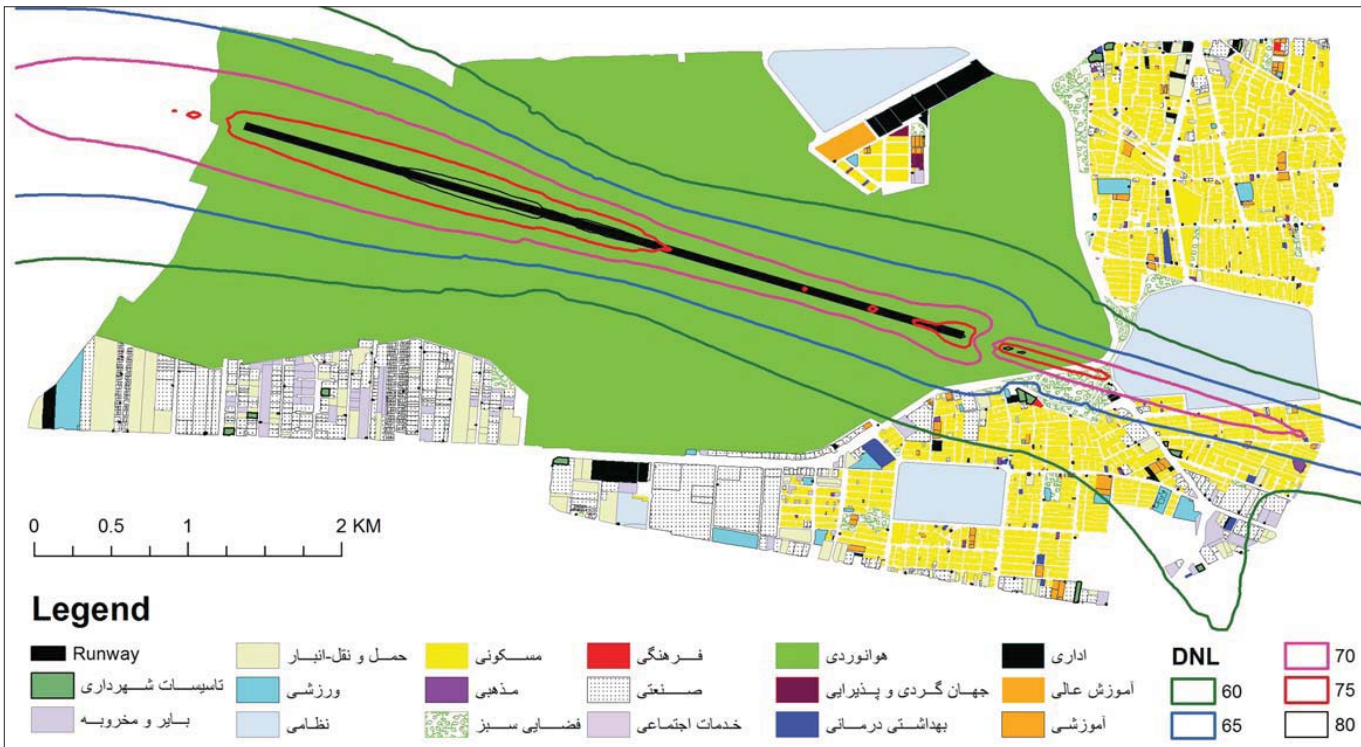 0 0.5 1 2 KM
Legend
Runway
تاسیسات شهرداری
بایر و مخروبه
حمل و نقل-انبار
ورزشی
نظامی
مسکونی
مذهبی
فضایی سبز
فرهنگی
صنعتی
خدمات اجتماعی
هوانوردی
جهان گردی و پذیرایی
بهداشتی درمانی
اداری
آموزش عالی
آموزشی
DNL
60
65
70
75
80